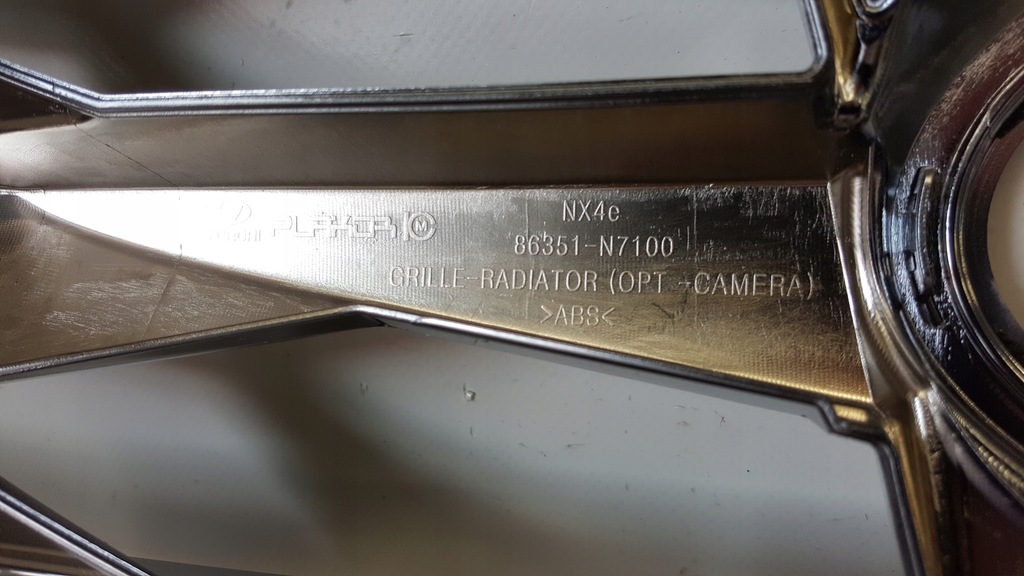 NX4c
86351-N7100
GRILLE-RADIATOR (OPT -CAMERA)
>ABS<